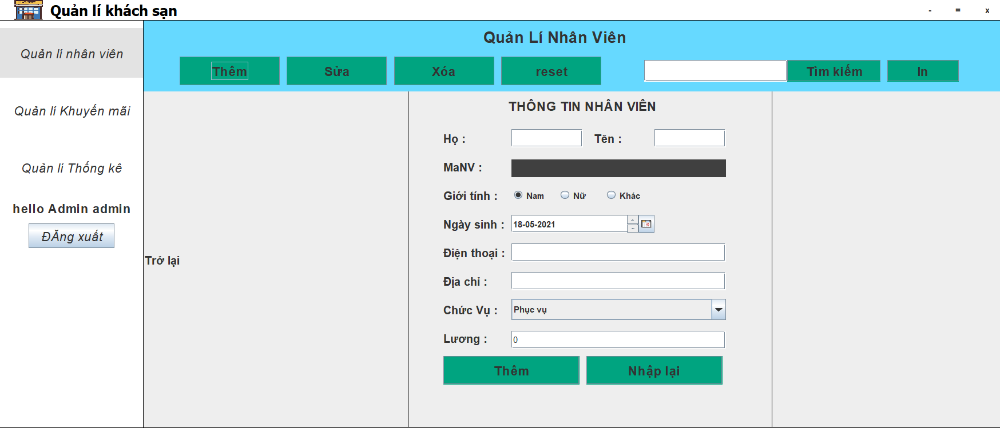 Quản lí khách sạn
- = x
Quản lí nhân viên
Quản lí Khuyến mãi
Quản lí Thống kê
hello Admin admin
ĐĂng xuất
Quản Lí Nhân Viên
Thêm Sửa Xóa reset Tìm kiếm In
Trở lại
THÔNG TIN NHÂN VIÊN
Họ : Tên :
MaNV :
Giới tính : Nam Nữ Khác
Ngày sinh : 18-05-2021
Điện thoại :
Địa chỉ :
Chức Vụ : Phục vụ
Lương : 0
Thêm Nhập lại